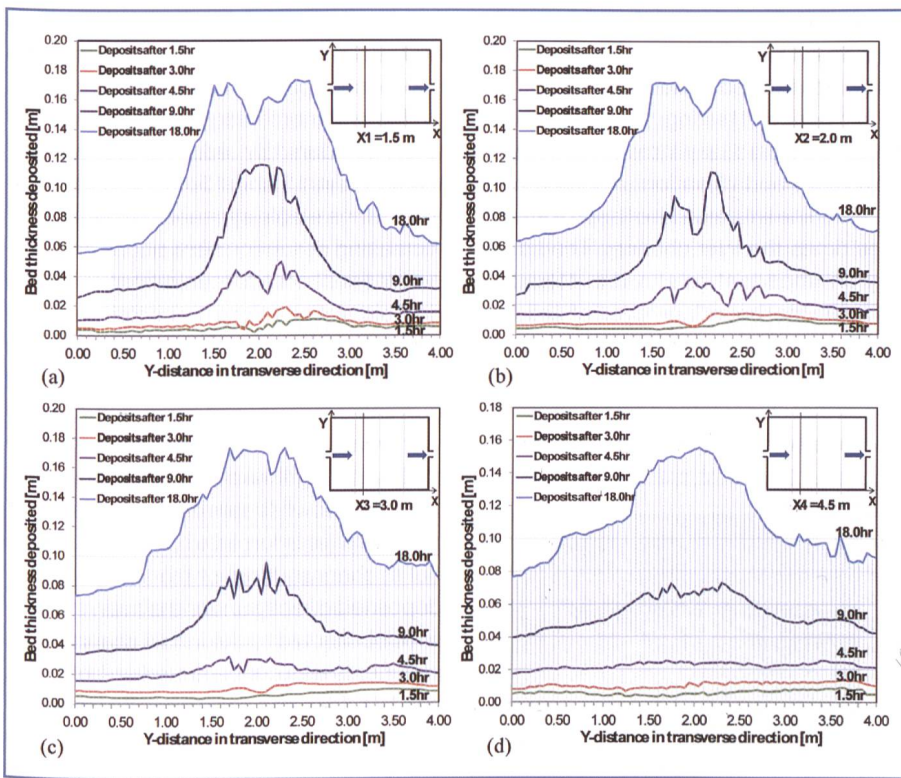 0.20
0.18
0.16
0.14
0.12
0.10
0.08
0.06
0.04
0.02
0.00
Depositsafter 1.5hr
Depositsafter 3.0hr
Depositsafter 4.5hr
Depositsafter 9.0hr
Depositsafter 18.0hr
Y
X
X1 =1.5 m
18.0hr
9.0hr
4.5hr
3.0hr
1.5hr
0.00 0.50 1.00 1.50 2.00 2.50 3.00 3.50 4.00
Y-distance in transverse direction [m]
Bed thickness deposited [m]
(a)
0.20
0.18
0.16
0.14
0.12
0.10
0.08
0.06
0.04
0.02
0.00
Depositsafter 1.5hr
Depositsafter 3.0hr
Depositsafter 4.5hr
Depositsafter 9.0hr
Depositsafter 18.0hr
Y
X
X2 =2.0 m
18.0hr
9.0hr
4.5hr
3.0hr
1.5hr
0.00 0.50 1.00 1.50 2.00 2.50 3.00 3.50 4.00
Y-distance in transverse direction [m]
Bed thickness deposited [m]
(b)
0.20
0.18
0.16
0.14
0.12
0.10
0.08
0.06
0.04
0.02
0.00
Depositsafter 1.5hr
Depositsafter 3.0hr
Depositsafter 4.5hr
Depositsafter 9.0hr
Depositsafter 18.0hr
Y
X
X3 =3.0 m
18.0hr
9.0hr
4.5hr
3.0hr
1.5hr
0.00 0.50 1.00 1.50 2.00 2.50 3.00 3.50 4.00
Y-distance in transverse direction [m]
Bed thickness deposited [m]
(c)
0.18
0.16
0.14
0.12
0.10
0.08
0.06
0.04
0.02
0.00
Depositsafter 1.5hr
Depositsafter 3.0hr
Depositsafter 4.5hr
Depositsafter 9.0hr
Depositsafter 18.0hr
Y
X
X4 =4.5 m
18.0hr
9.0hr
4.5hr
3.0hr
1.5hr
0.00 0.50 1.00 1.50 2.00 2.50 3.00 3.50 4.00
Y-distance in transverse direction [m]
Bed thickness deposited [m]
(d)